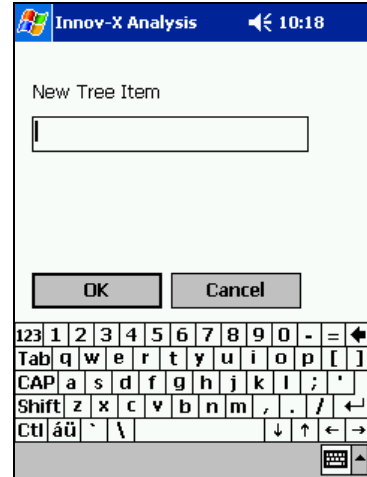 Innov-X Analysis 10:18
New Tree Item
OK Cancel
123 1 2 3 4 5 6 7 8 9 0 - =
Tab q w e r t y u i o p [ ]
CAP a s d f g h j k l ; '
Shift z x c v b n m , . /
Ctl áü ` \